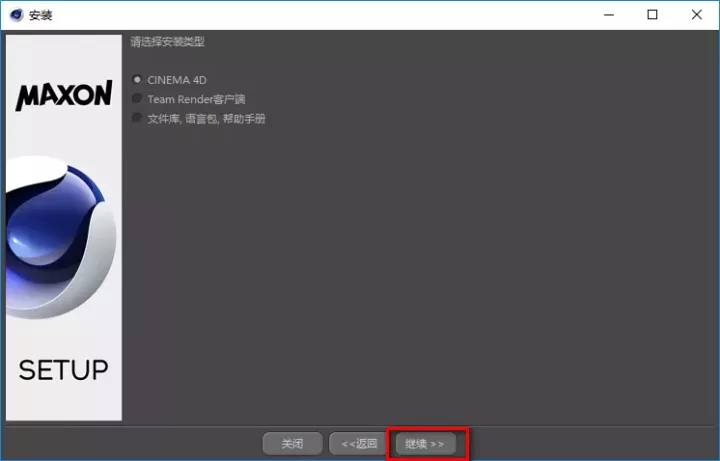 安装
请选择安装类型
MAXON
CINEMA 4D
Team Render客户端
文件库, 语言包, 帮助手册
SETUP
关闭
<<返回
继续 >>